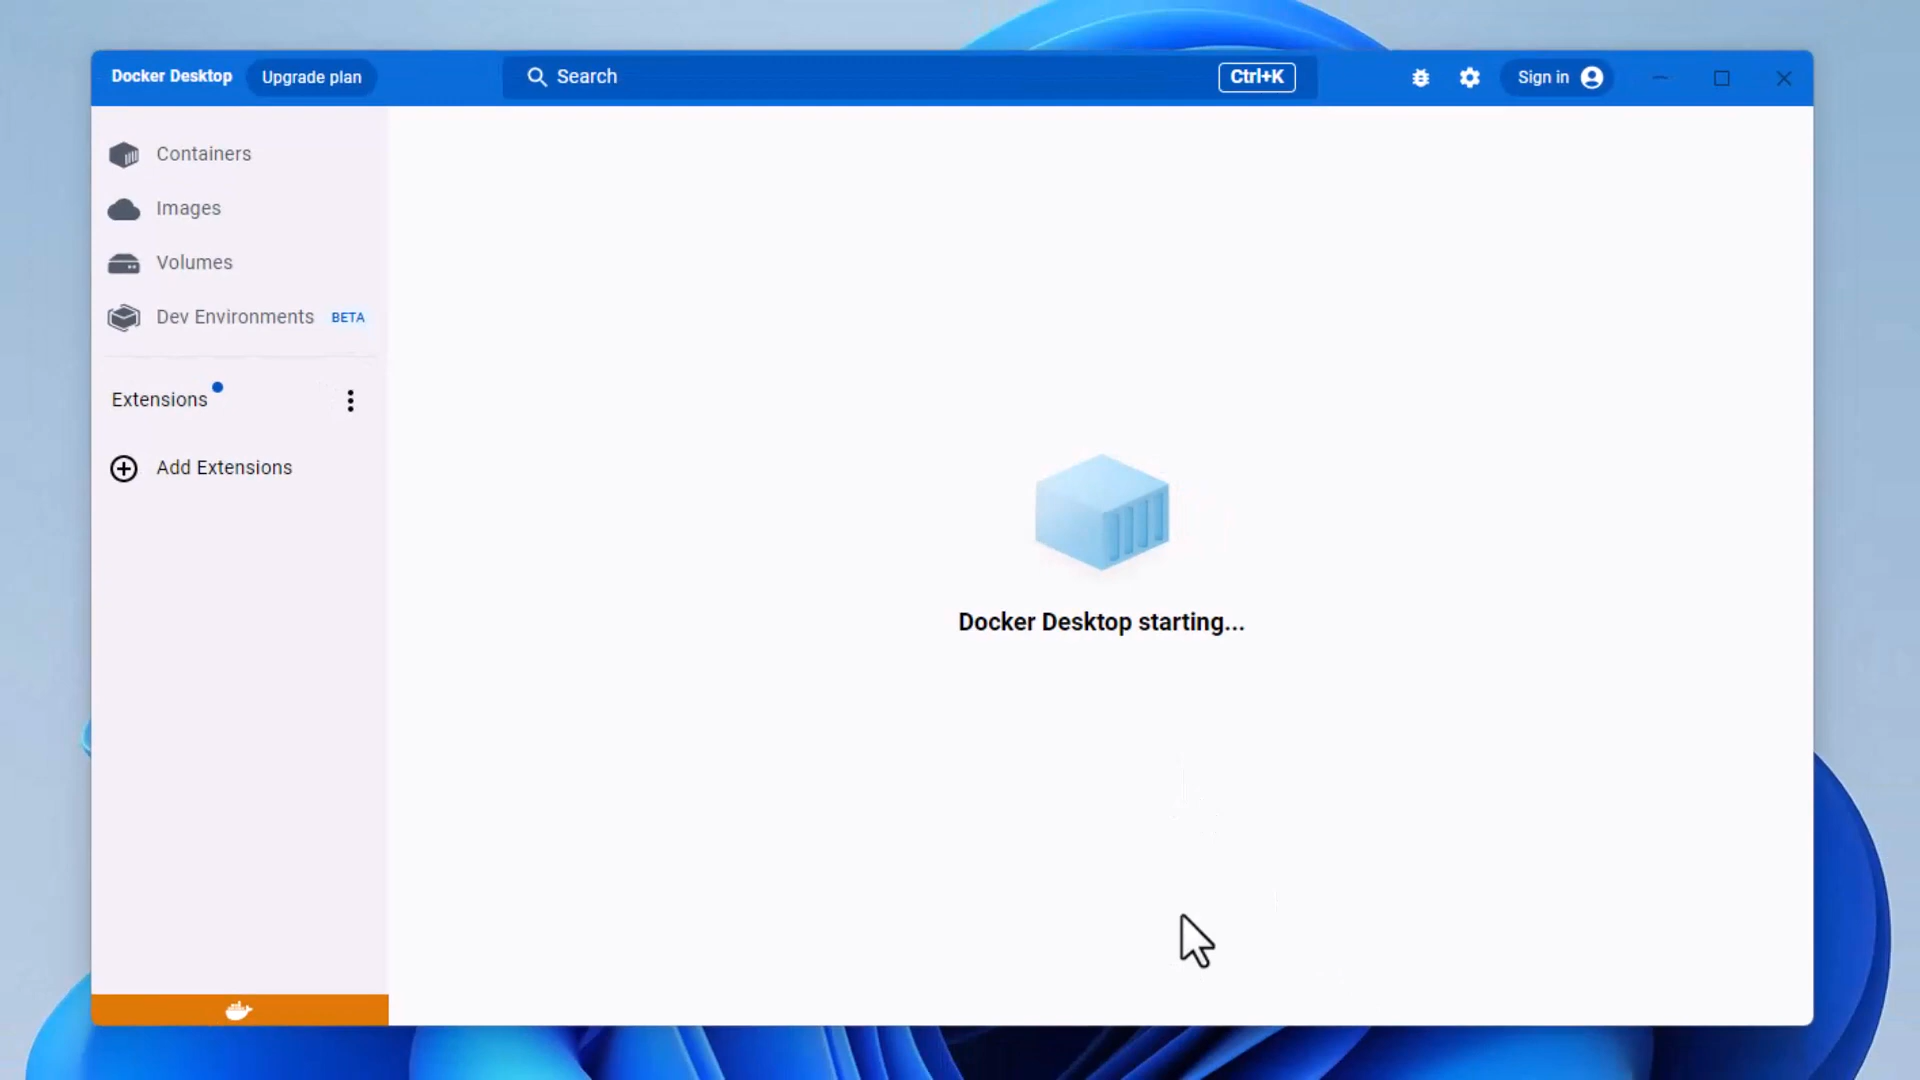 Docker Desktop
Upgrade plan
Search
Ctrl+K
Sign in
Containers
Images
Volumes
Dev Environments BETA
Extensions
Add Extensions
Docker Desktop starting...